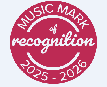 MUSIC MARK
of
recognition
2025 - 2026